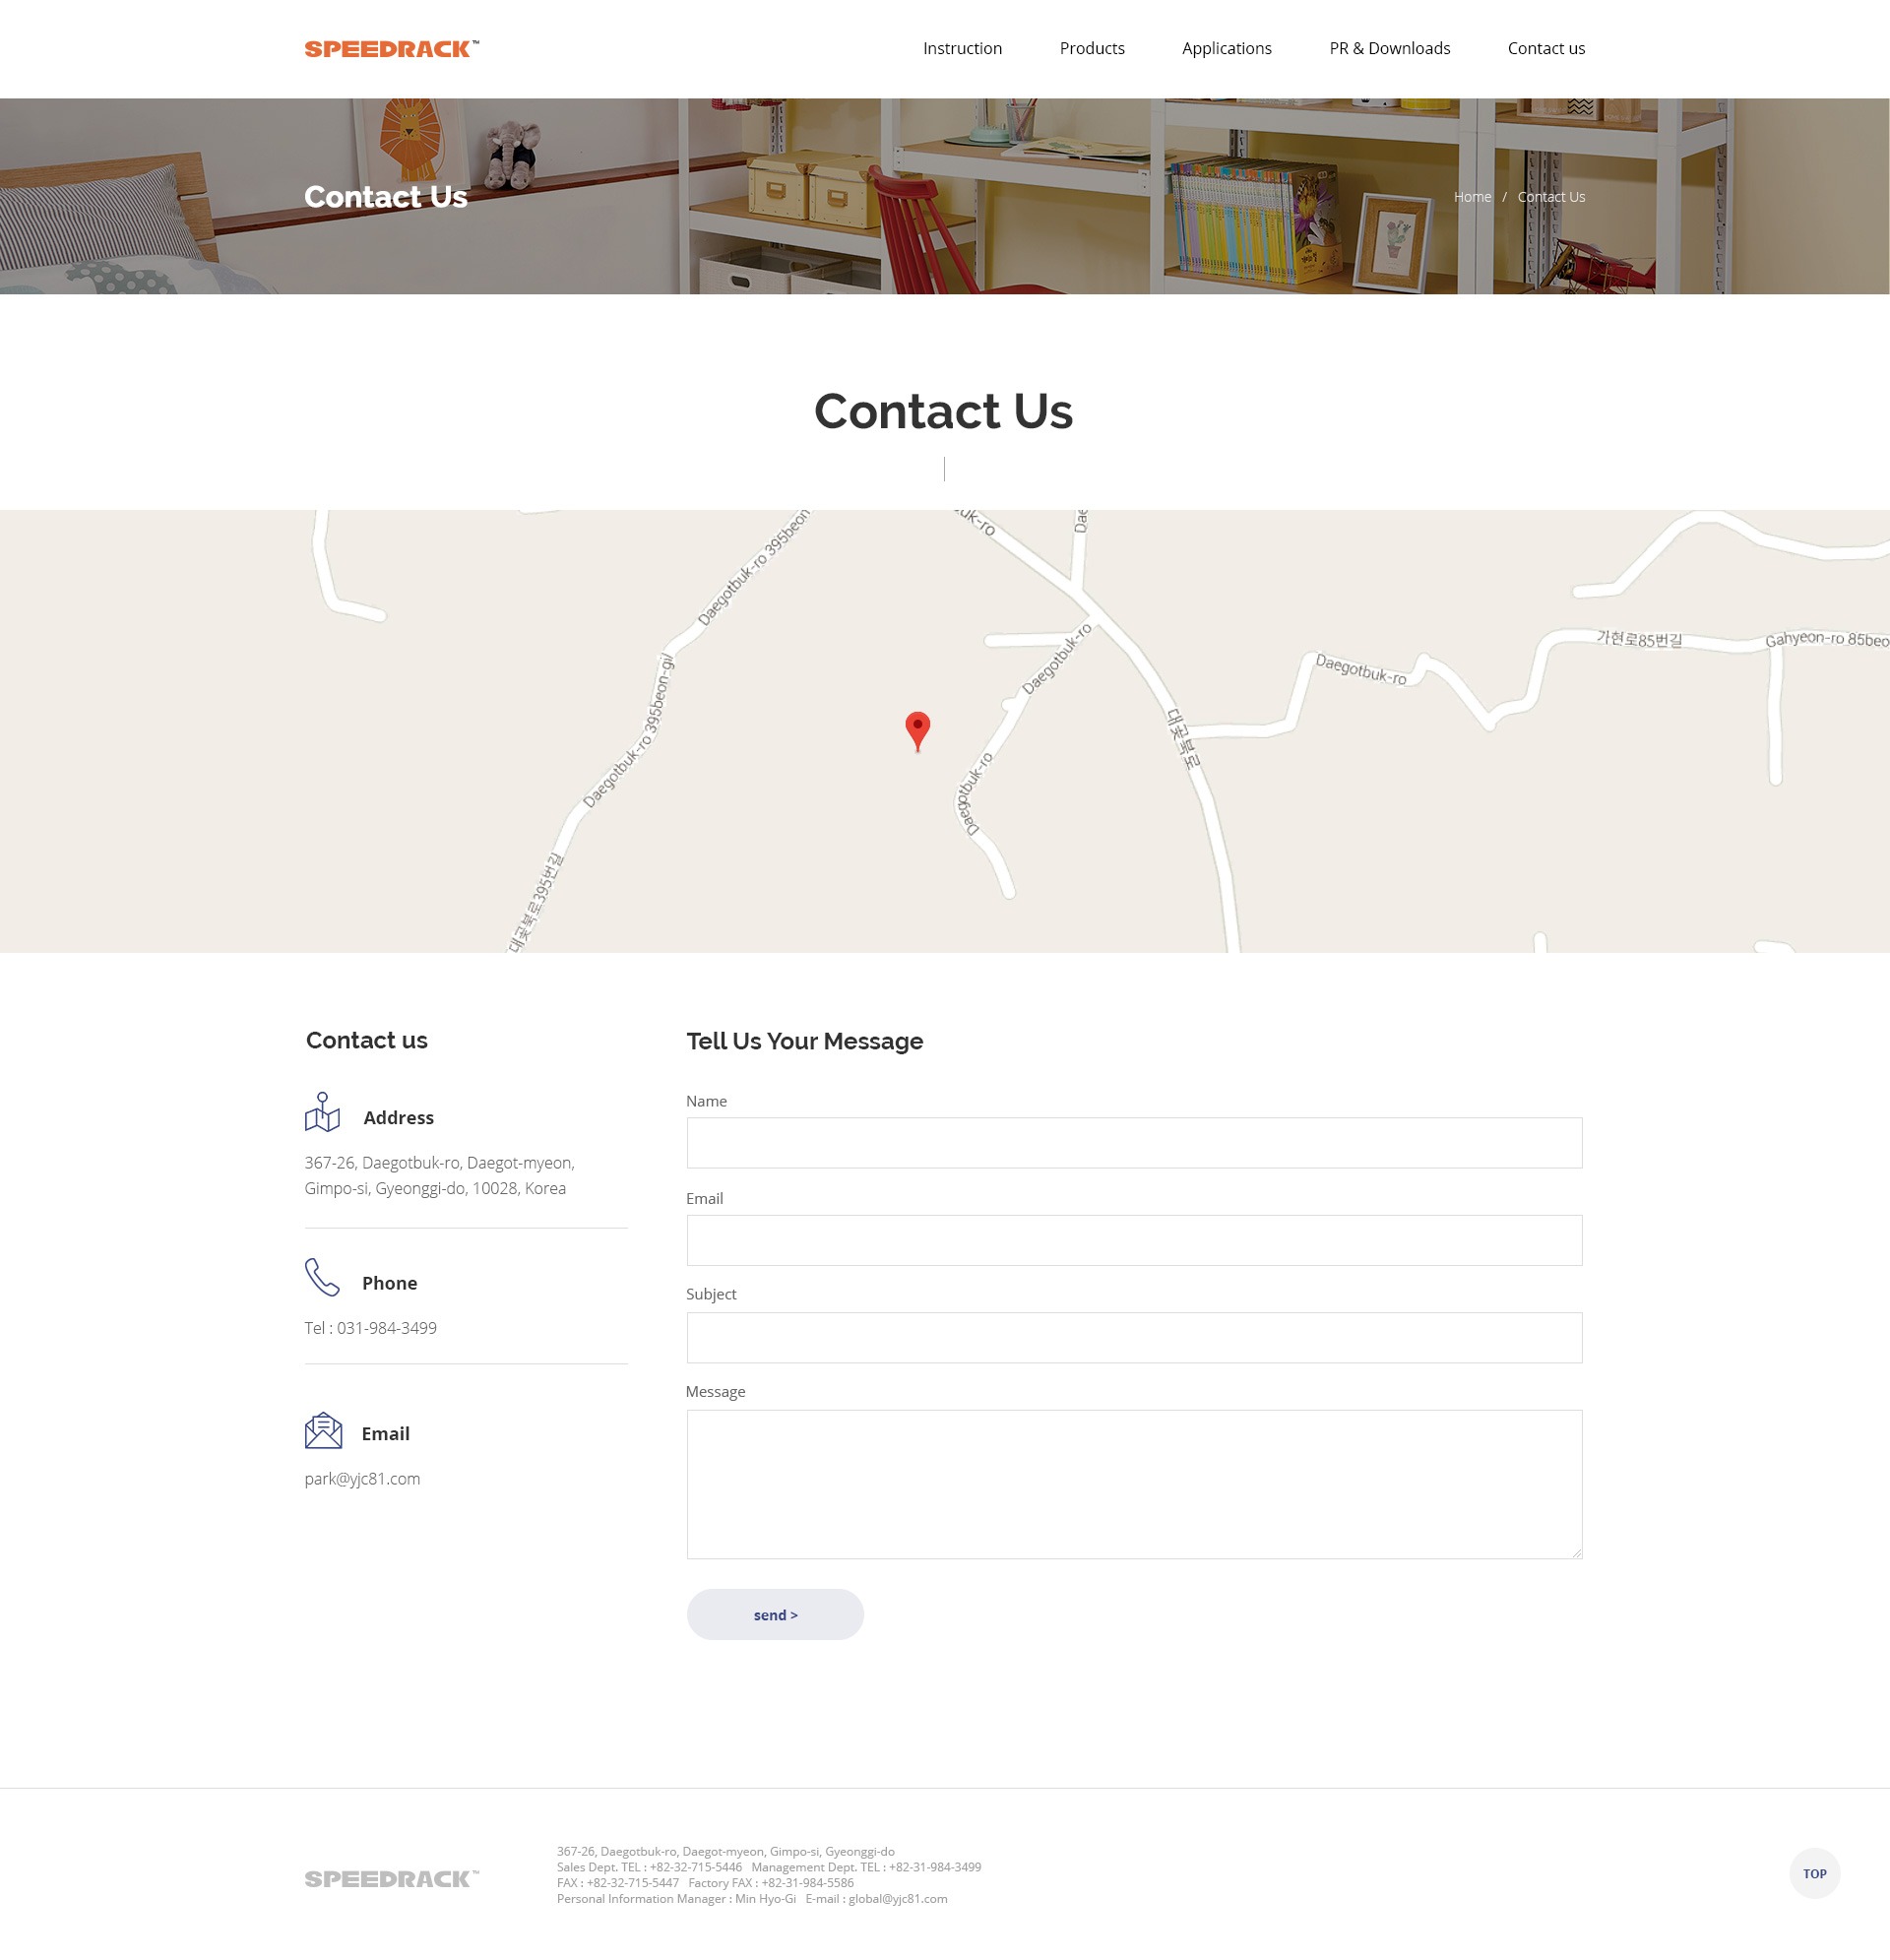 SPEEDRACK™
Instruction
Products
Applications
PR & Downloads
Contact us
Contact Us
Home / Contact Us
Contact Us
Daegotbuk-ro 395beon
uk-ro
Dae
Daegotbuk-ro
가현로85번길
Gahyeon-ro 85beo
Daegotbuk-ro
Daegotbuk-ro 395beon-gil
대곶북로
Daegotbuk-ro
대곶북로395번길
Contact us
Address
367-26, Daegotbuk-ro, Daegot-myeon,
Gimpo-si, Gyeonggi-do, 10028, Korea
Phone
Tel : 031-984-3499
Email
park@yjc81.com
Tell Us Your Message
Name
Email
Subject
Message
send >
SPEEDRACK™
367-26, Daegotbuk-ro, Daegot-myeon, Gimpo-si, Gyeonggi-do
Sales Dept. TEL : +82-32-715-5446 Management Dept. TEL : +82-31-984-3499
FAX : +82-32-715-5447 Factory FAX : +82-31-984-5586
Personal Information Manager : Min Hyo-Gi E-mail : global@yjc81.com
TOP